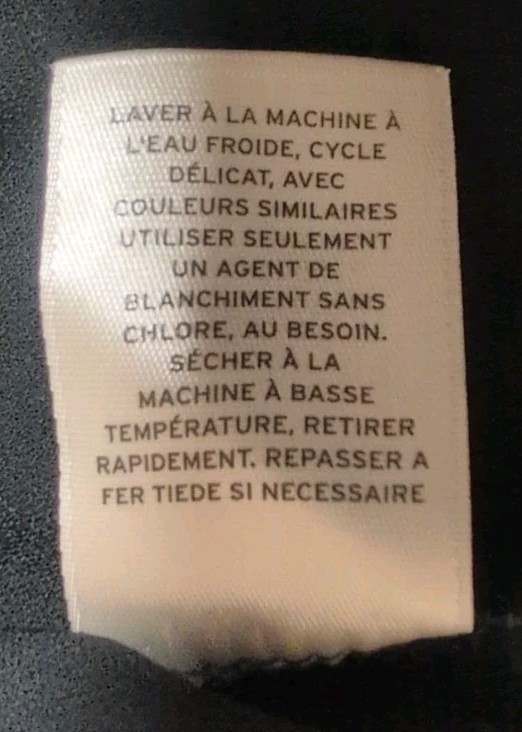 LAVER À LA MACHINE À
L'EAU FROIDE, CYCLE
DÉLICAT, AVEC
COULEURS SIMILAIRES
UTILISER SEULEMENT
UN AGENT DE
BLANCHIMENT SANS
CHLORE, AU BESOIN.
SÉCHER À LA
MACHINE À BASSE
TEMPÉRATURE, RETIRER
RAPIDEMENT. REPASSER A
FER TIEDE SI NECESSAIRE